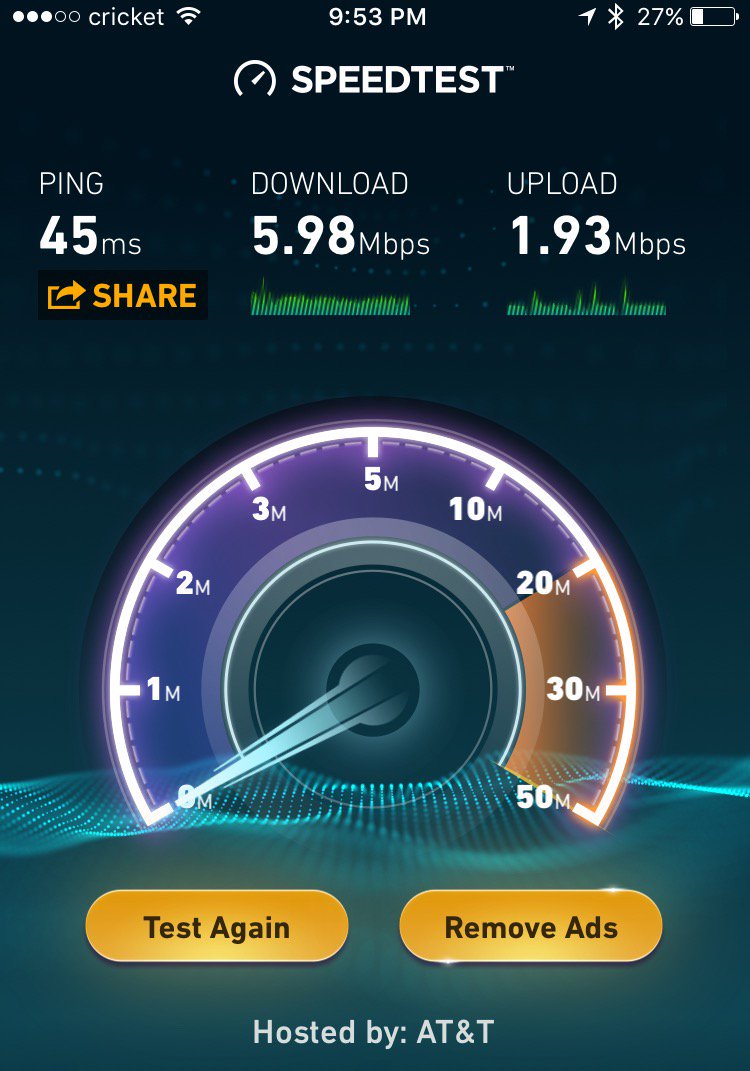 cricket 9:53 PM 27%
SPEEDTEST™
PING DOWNLOAD UPLOAD
45ms 5.98Mbps 1.93Mbps
SHARE
5M
3M 10M
2M 20M
1M 30M
0M 50M
Test Again Remove Ads
Hosted by: AT&T